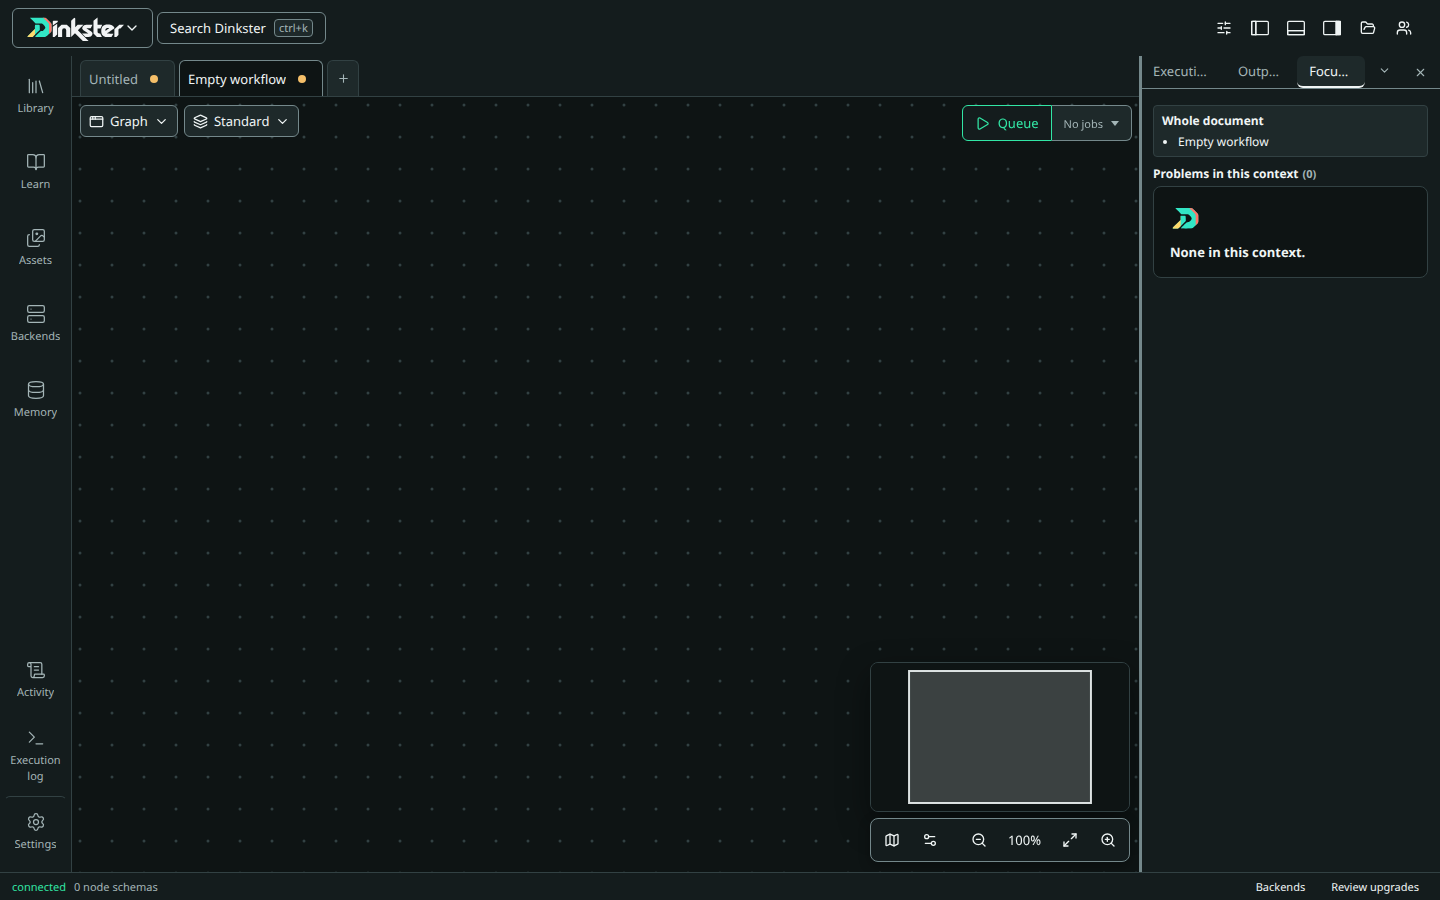 Dinkster
Search Dinkster ctrl+k
Untitled
Empty workflow
Graph
Standard
Queue
No jobs
Library
Learn
Assets
Backends
Memory
Activity
Execution
log
Settings
100%
Executi...
Outp...
Focu...
Whole document
• Empty workflow
Problems in this context (0)
None in this context.
connected 0 node schemas
Backends
Review upgrades